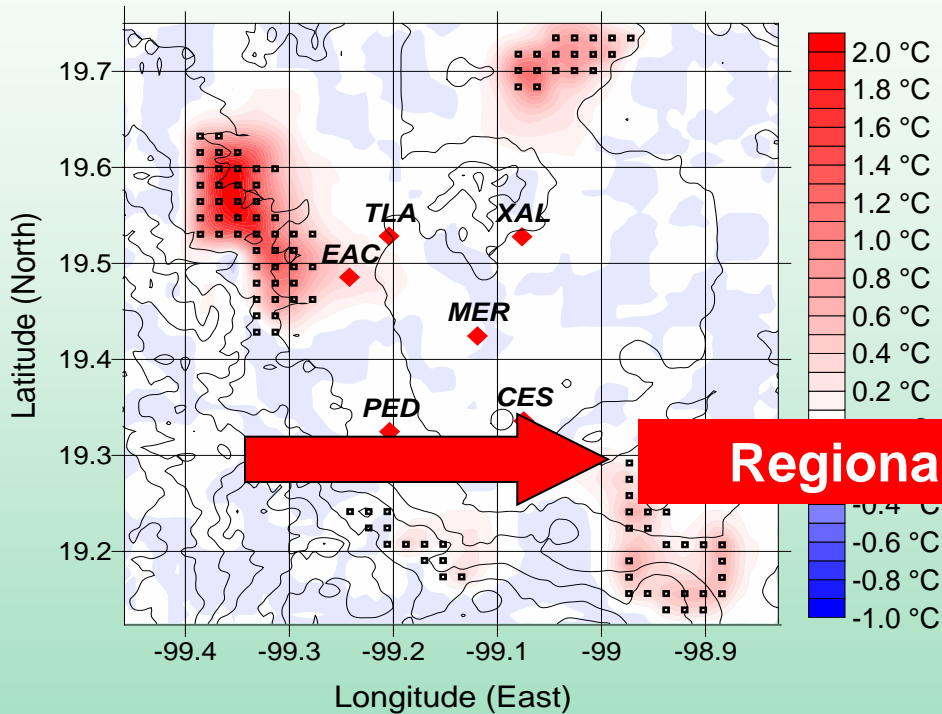 Latitude (North)
19.7
19.6
19.5
19.4
19.3
19.2
TLA
XAL
EAC
MER
PED
CES
-99.4
-99.3
-99.2
-99.1
-99
-98.9
Longitude (East)
2.0 °C
1.8 °C
1.6 °C
1.4 °C
1.2 °C
1.0 °C
0.8 °C
0.6 °C
0.4 °C
0.2 °C
Regiona
-0.4 °C
-0.6 °C
-0.8 °C
-1.0 °C